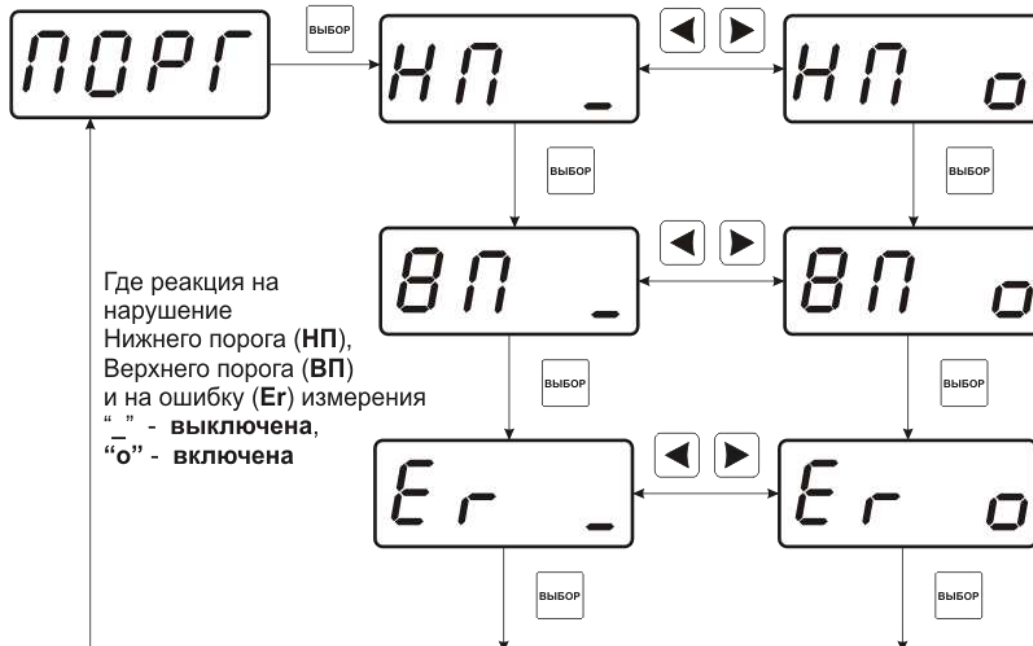 ПОРГ
ВЫБОР
НП _
НП о
ВЫБОР
ВЫБОР
ВП _
ВП о
Где реакция на
нарушение
Нижнего порога (НП),
Верхнего порога (ВП)
и на ошибку (Er) измерения
“_” - выключена,
“о” - включена
ВЫБОР
ВЫБОР
Er _
Er о
ВЫБОР
ВЫБОР